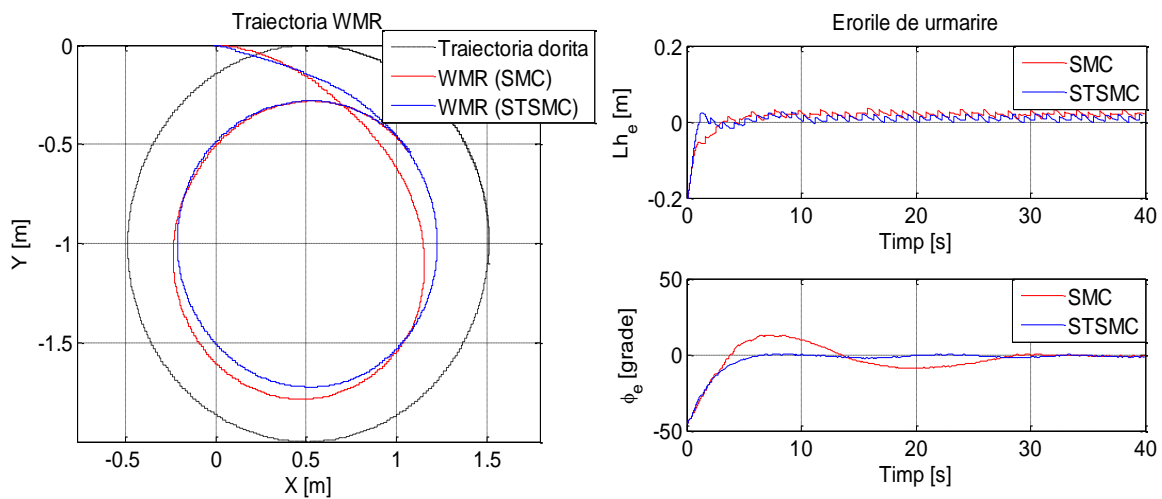 Traiectoria WMR
Traiectoria dorita
WMR (SMC)
WMR (STSMC)
0
-0.5
-1
-1.5
Y [m]
-0.5
0
0.5
1
1.5
X [m]
Erorile de urmarire
SMC
STSMC
0.2
0
-0.2
Lh_e [m]
0
10
20
30
40
Timp [s]
SMC
STSMC
50
0
-50
ϕ_e [grade]
0
10
20
30
40
Timp [s]